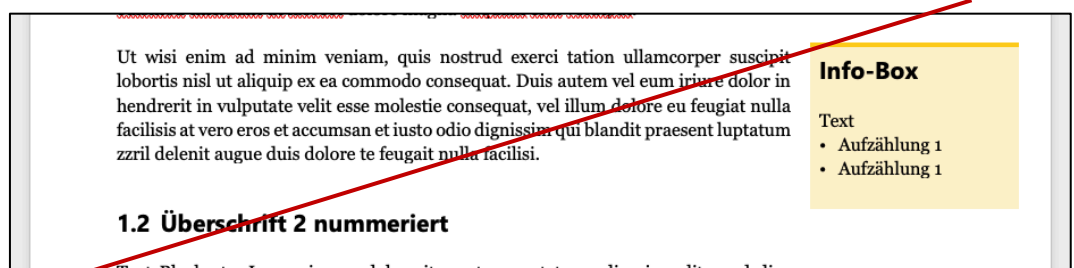 Ut wisi enim ad minim veniam, quis nostrud exerci tation ullamcorper suscipit
lobortis nisl ut aliquip ex ea commodo consequat. Duis autem vel eum iriure dolor in
hendrerit in vulputate velit esse molestie consequat, vel illum dolore eu feugiat nulla
facilisis at vero eros et accumsan et iusto odio dignissim qui blandit praesent luptatum
zzril delenit augue duis dolore te feugait nulla facilisi.
1.2 Überschrift 2 nummeriert
Info-Box
Text
• Aufzählung 1
• Aufzählung 1